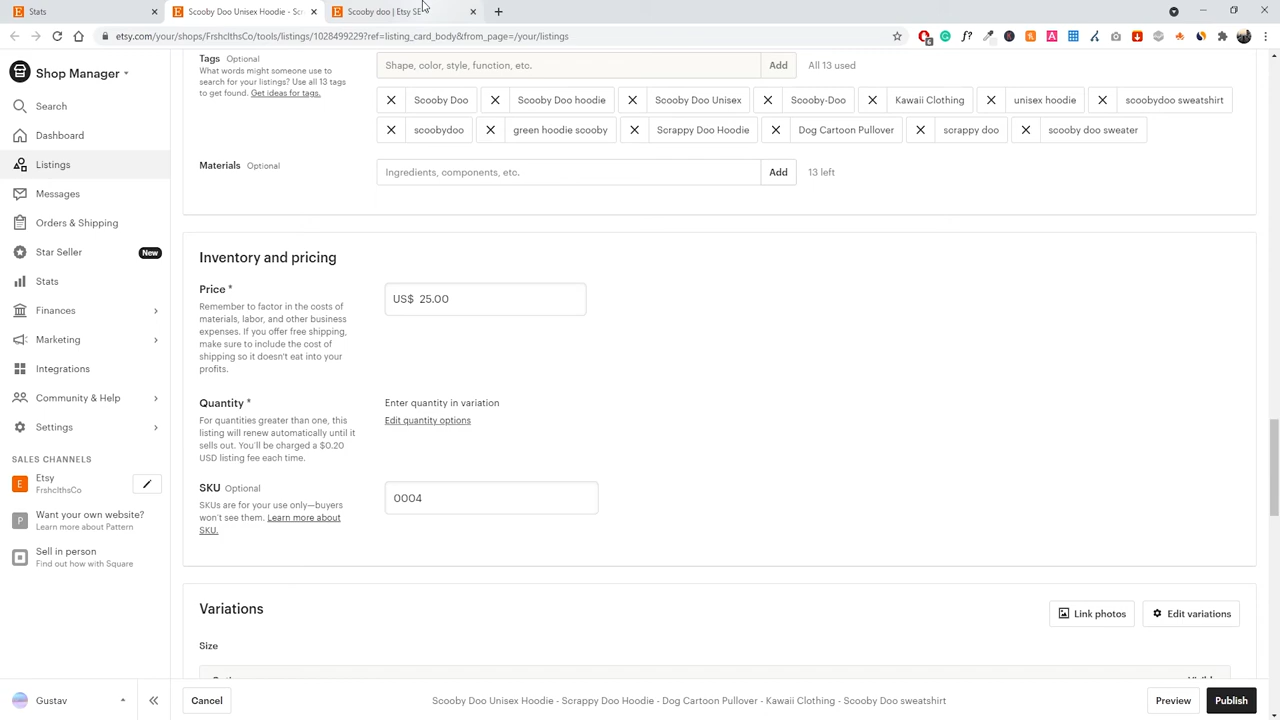 Stats
Scooby Doo Unisex Hoodie - Scr
Scooby doo | Etsy SE
etsy.com/your/shops/FrshclthsCo/tools/listings/1028499229?ref=listing_card_body&from_page=/your/listings
Shop Manager
Search
Dashboard
Listings
Messages
Orders & Shipping
Star Seller New
Stats
Finances
Marketing
Integrations
Community & Help
Settings
SALES CHANNELS
Etsy
FrshclthsCo
Want your own website?
Learn more about Pattern
Sell in person
Find out how with Square
Gustav
Tags Optional
What words might someone use to
search for your listings? Use all 13 tags
to get found. Get ideas for tags.
Shape, color, style, function, etc. Add All 13 used
Scooby Doo Scooby Doo hoodie Scooby Doo Unisex Scooby-Doo Kawaii Clothing unisex hoodie scoobydoo sweatshirt
scoobydoo green hoodie scooby Scrappy Doo Hoodie Dog Cartoon Pullover scrappy doo scooby doo sweater
Materials Optional
Ingredients, components, etc. Add 13 left
Inventory and pricing
Price *
Remember to factor in the costs of
materials, labor, and other business
expenses. If you offer free shipping,
make sure to include the cost of
shipping so it doesn't eat into your
profits.
US$ 25.00
Quantity *
For quantities greater than one, this
listing will renew automatically until it
sells out. You'll be charged a $0.20
USD listing fee each time.
Enter quantity in variation
Edit quantity options
SKU Optional
SKUs are for your use only—buyers
won't see them. Learn more about
SKU.
0004
Variations
Link photos
Edit variations
Size
Cancel
Scooby Doo Unisex Hoodie - Scrappy Doo Hoodie - Dog Cartoon Pullover - Kawaii Clothing - Scooby Doo sweatshirt
Preview
Publish